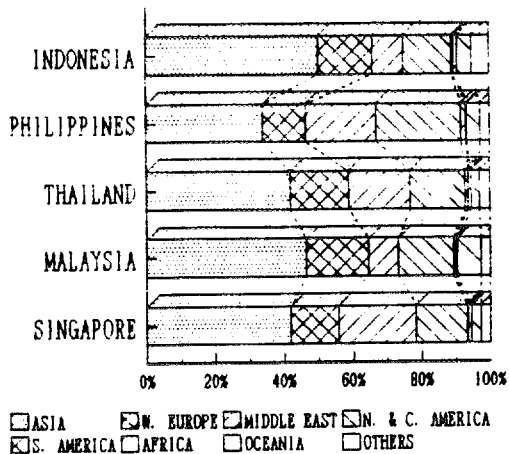 INDONESIA
PHILIPPINES
THAILAND
MALAYSIA
SINGAPORE
0% 20% 40% 60% 80% 100%
ASIA W. EUROPE MIDDLE EAST N. & C. AMERICA
S. AMERICA AFRICA OCEANIA OTHERS